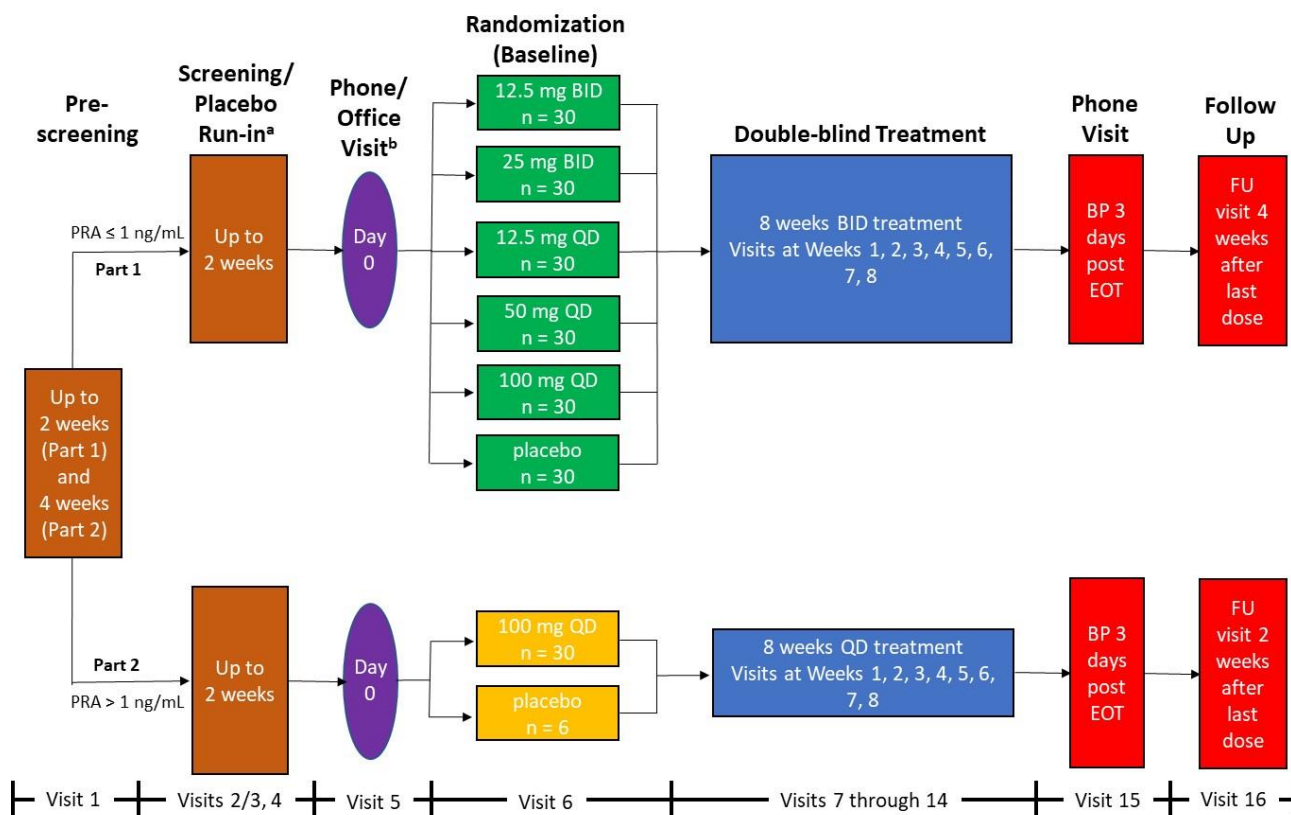 Pre-
screening
Screening/
Placebo
Run-inᵃ
Phone/
Office
Visitᵇ
Randomization
(Baseline)
Double-blind Treatment
Phone
Visit
Follow
Up
PRA ≤ 1 ng/mL
Part 1
Up to
2 weeks
Day
0
12.5 mg BID
n = 30
25 mg BID
n = 30
12.5 mg QD
n = 30
50 mg QD
n = 30
100 mg QD
n = 30
placebo
n = 30
8 weeks BID treatment
Visits at Weeks 1, 2, 3, 4, 5, 6,
7, 8
BP 3
days
post
EOT
FU
visit 4
weeks
after
last
dose
Up to
2 weeks
(Part 1)
and
4 weeks
(Part 2)
Part 2
PRA > 1 ng/mL
Up to
2 weeks
Day
0
100 mg QD
n = 30
placebo
n = 6
8 weeks QD treatment
Visits at Weeks 1, 2, 3, 4, 5, 6,
7, 8
BP 3
days
post
EOT
FU
visit 2
weeks
after
last
dose
Visit 1
Visits 2/3, 4
Visit 5
Visit 6
Visits 7 through 14
Visit 15
Visit 16